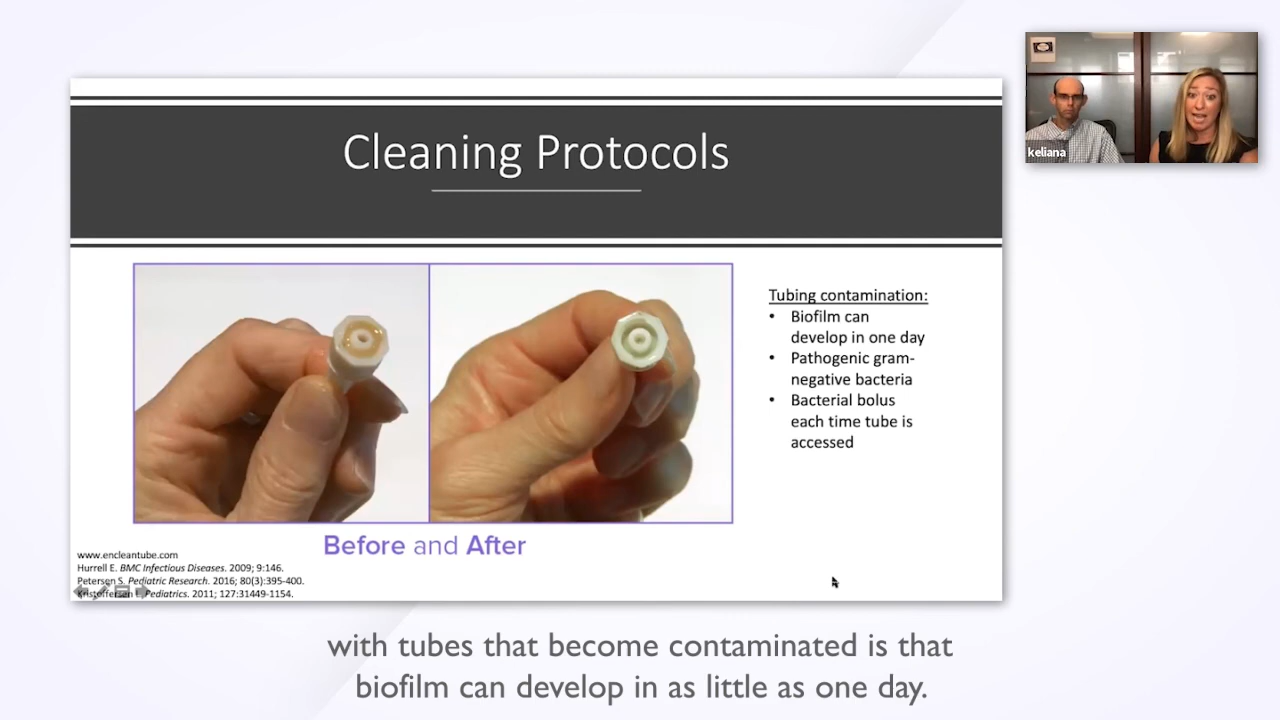 Cleaning Protocols
keliana
Tubing contamination:
• Biofilm can
develop in one day
• Pathogenic gram-
negative bacteria
• Bacterial bolus
each time tube is
accessed
Before and After
www.encleantube.com
Hurrell E. BMC Infectious Diseases. 2009; 9:146.
Petersen S. Pediatric Research. 2016; 80(3):395-400.
Pediatrics. 2011; 127:31449-1154.
with tubes that become contaminated is that
biofilm can develop in as little as one day.